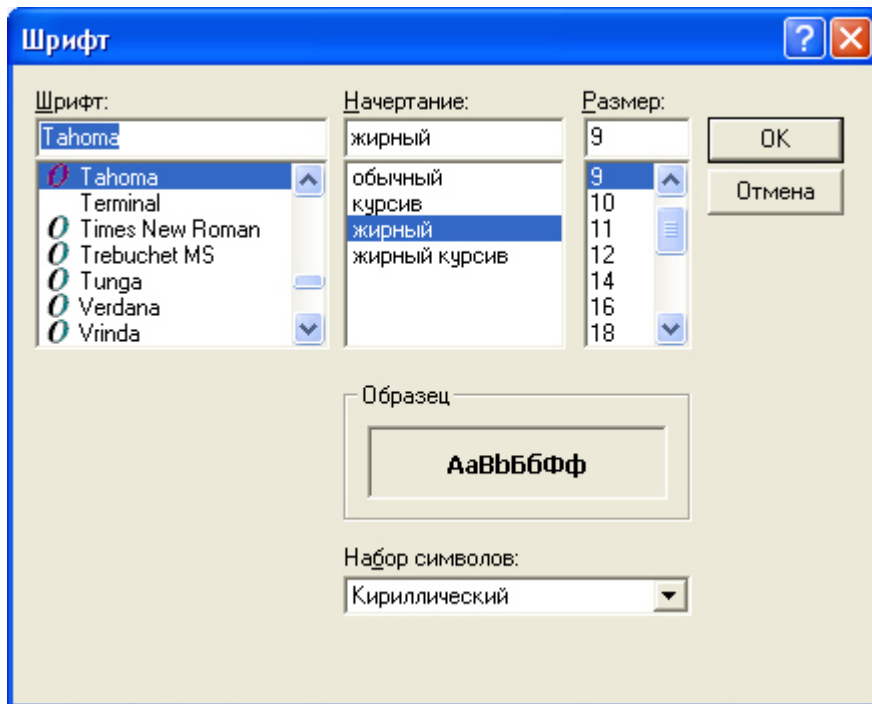 Шрифт
Шрифт:
Tahoma
Tahoma
Terminal
Times New Roman
Trebuchet MS
Tunga
Verdana
Vrinda
Начертание:
жирный
обычный
курсив
жирный
жирный курсив
Размер:
9
9
10
11
12
14
16
18
OK
Отмена
Образец
AaBbБбФф
Набор символов:
Кириллический